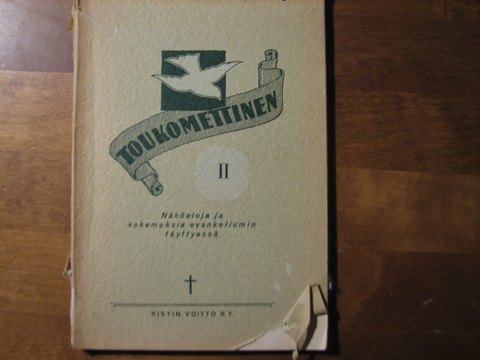 TOUKOMETTINEN
II
Näköaloja ja
kokemuksia evankeliumin
täyttyessä
RISTIN VOITTO R.Y.